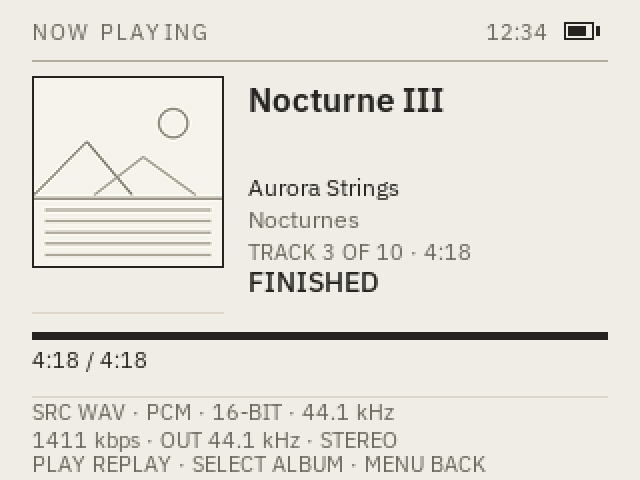 NOW PLAYING
12:34
Nocturne III
Aurora Strings
Nocturnes
TRACK 3 OF 10 · 4:18
FINISHED
4:18 / 4:18
SRC WAV · PCM · 16-BIT · 44.1 kHz
1411 kbps · OUT 44.1 kHz · STEREO
PLAY REPLAY · SELECT ALBUM · MENU BACK